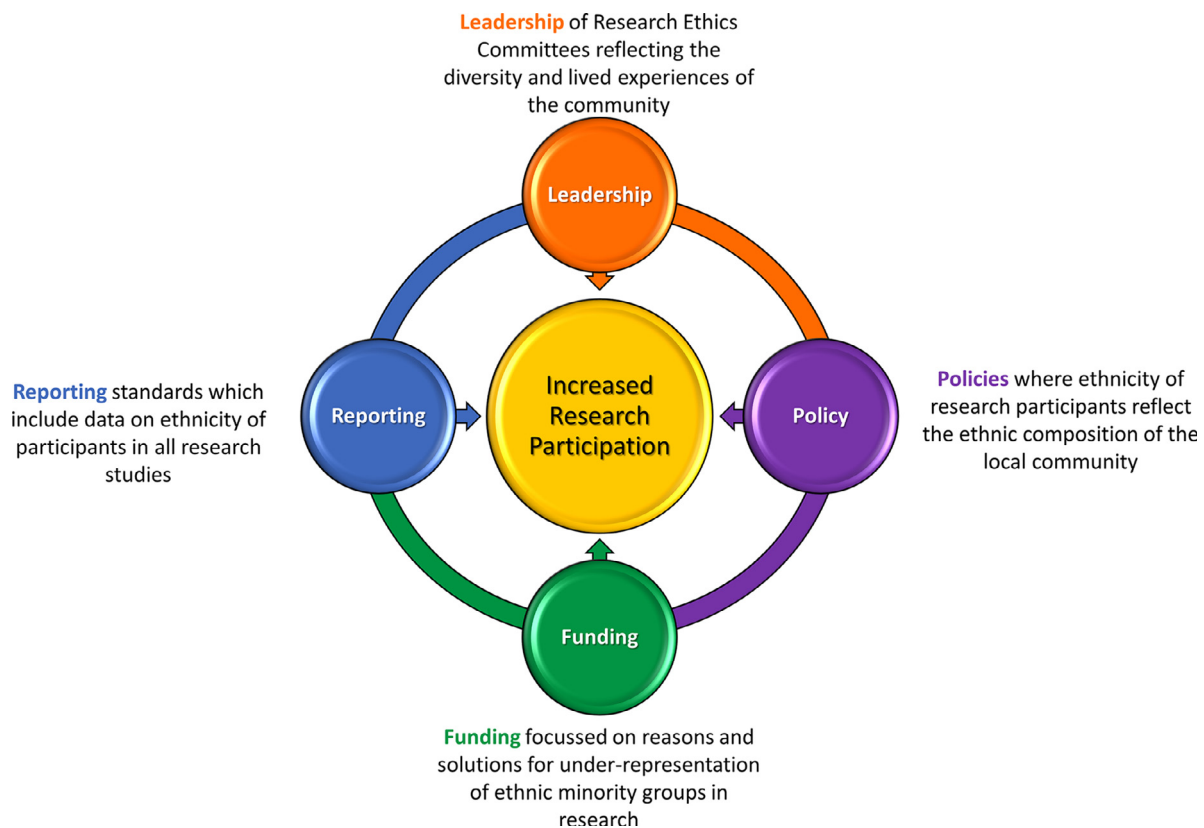 Leadership of Research Ethics
Committees reflecting the
diversity and lived experiences of
the community
Leadership
Reporting standards which
include data on ethnicity of
participants in all research
studies
Reporting
Increased
Research
Participation
Policy
Policies where ethnicity of
research participants reflect
the ethnic composition of the
local community
Funding
Funding focussed on reasons and
solutions for under-representation
of ethnic minority groups in
research